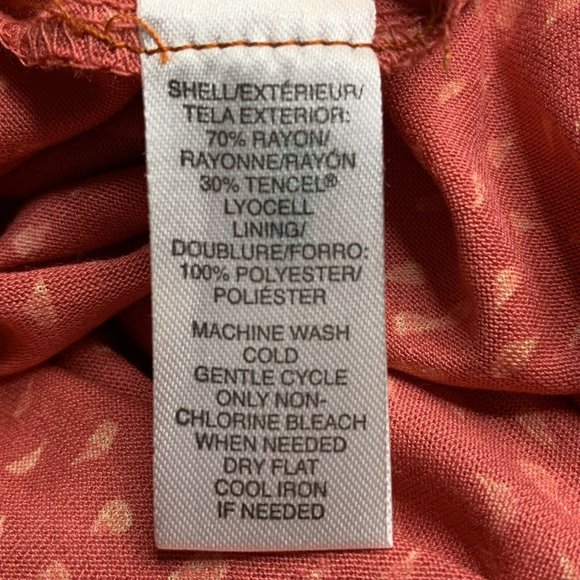 SHELL/EXTÉRIEUR/
TELA EXTERIOR:
70% RAYON/
RAYONNE/RAYÓN
30% TENCEL®
LYOCELL
LINING/
DOUBLURE/FORRO:
100% POLYESTER/
POLIÉSTER
MACHINE WASH
COLD
GENTLE CYCLE
ONLY NON-
CHLORINE BLEACH
WHEN NEEDED
DRY FLAT
COOL IRON
IF NEEDED